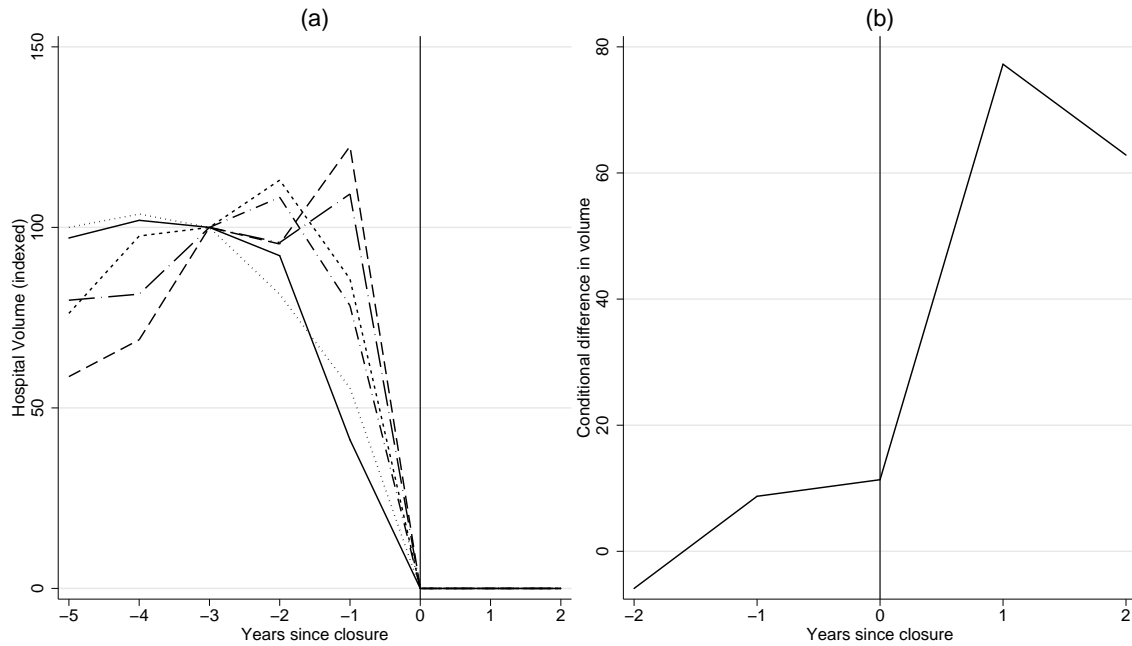 (a)
150
100
50
0
Hospital Volume (indexed)
−5 −4 −3 −2 −1 0 1 2
Years since closure
(b)
80
60
40
20
0
Conditional difference in volume
−2 −1 0 1 2
Years since closure